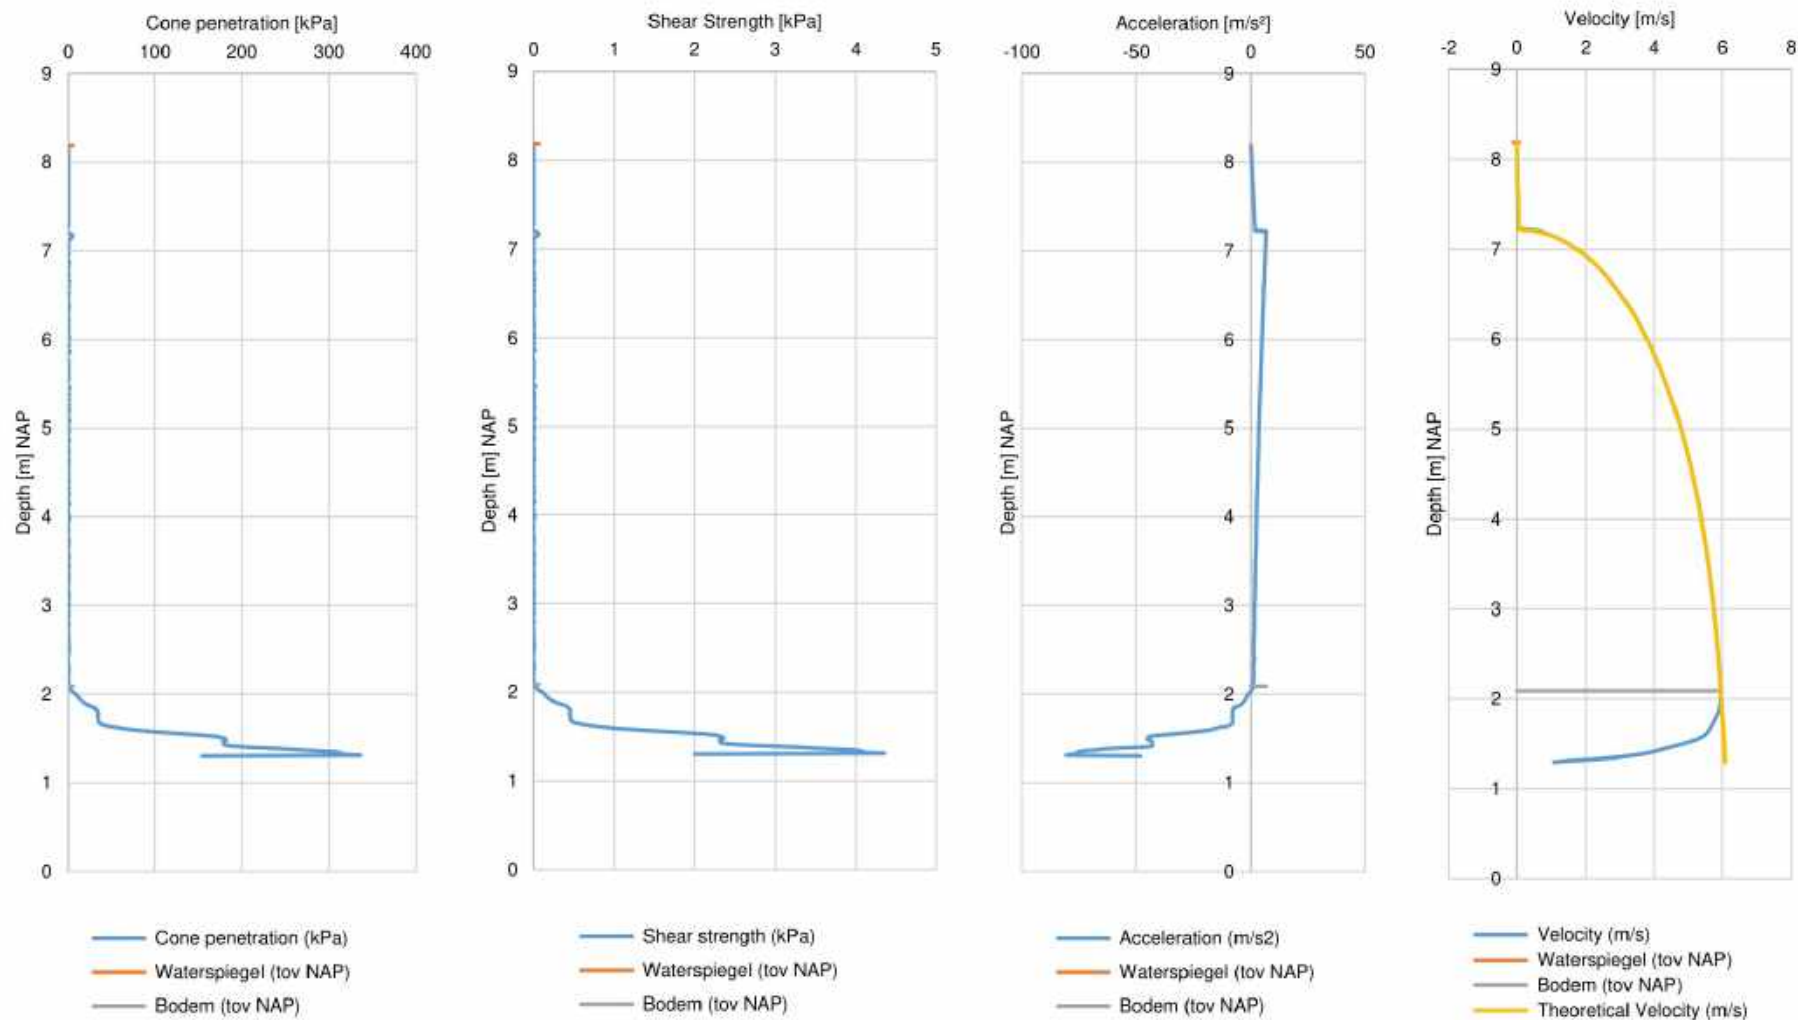 Cone penetration [kPa]
0 100 200 300 400
9
8
7
6
5
4
3
2
1
0
Depth [m] NAP
Cone penetration (kPa)
Waterspiegel (tov NAP)
Bodem (tov NAP)
Shear Strength [kPa]
0 1 2 3 4 5
9
8
7
6
5
4
3
2
1
0
Depth [m] NAP
Shear strength (kPa)
Waterspiegel (tov NAP)
Bodem (tov NAP)
Acceleration [m/s²]
-100 -50 0 50
9
8
7
6
5
4
3
2
1
0
Depth [m] NAP
Acceleration (m/s2)
Waterspiegel (tov NAP)
Bodem (tov NAP)
Velocity [m/s]
-2 0 2 4 6 8
9
8
7
6
5
4
3
2
1
0
Depth [m] NAP
Velocity (m/s)
Waterspiegel (tov NAP)
Bodem (tov NAP)
Theoretical Velocity (m/s)